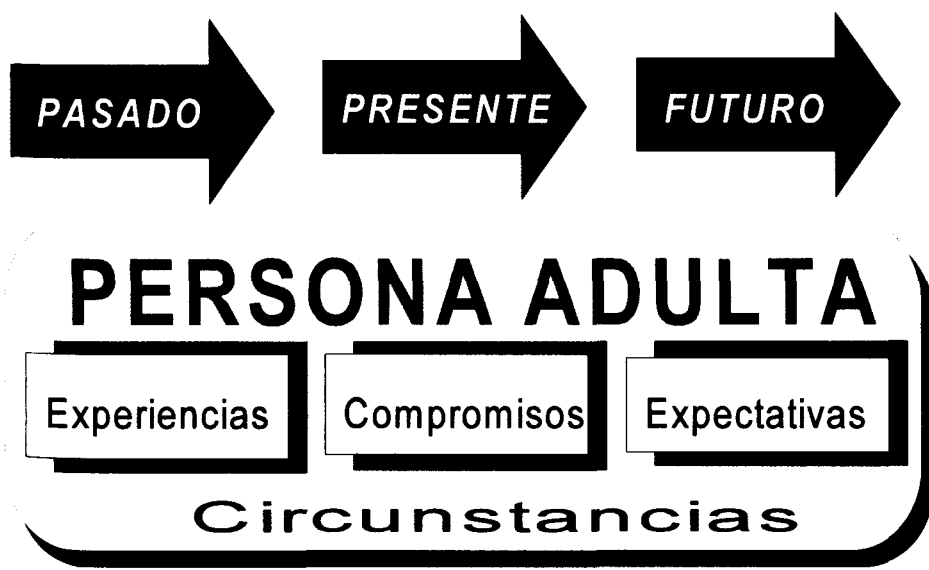 PASADO PRESENTE FUTURO
PERSONA ADULTA
Experiencias Compromisos Expectativas
Circunstancias